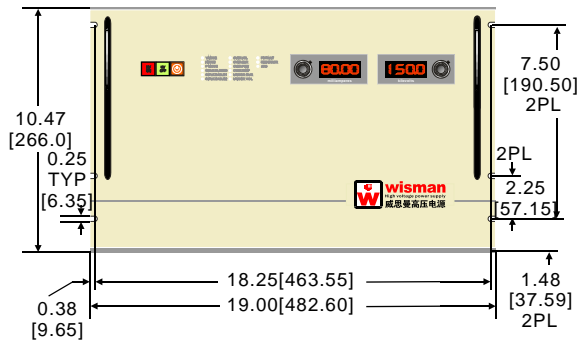 80.00
150.0
7.50
[190.50]
2PL
10.47
[266.0]
0.25
TYP
[6.35]
2PL
2.25
[57.15]
wisman
High voltage power supply
威思曼高压电源
18.25[463.55]
19.00[482.60]
0.38
[9.65]
1.48
[37.59]
2PL